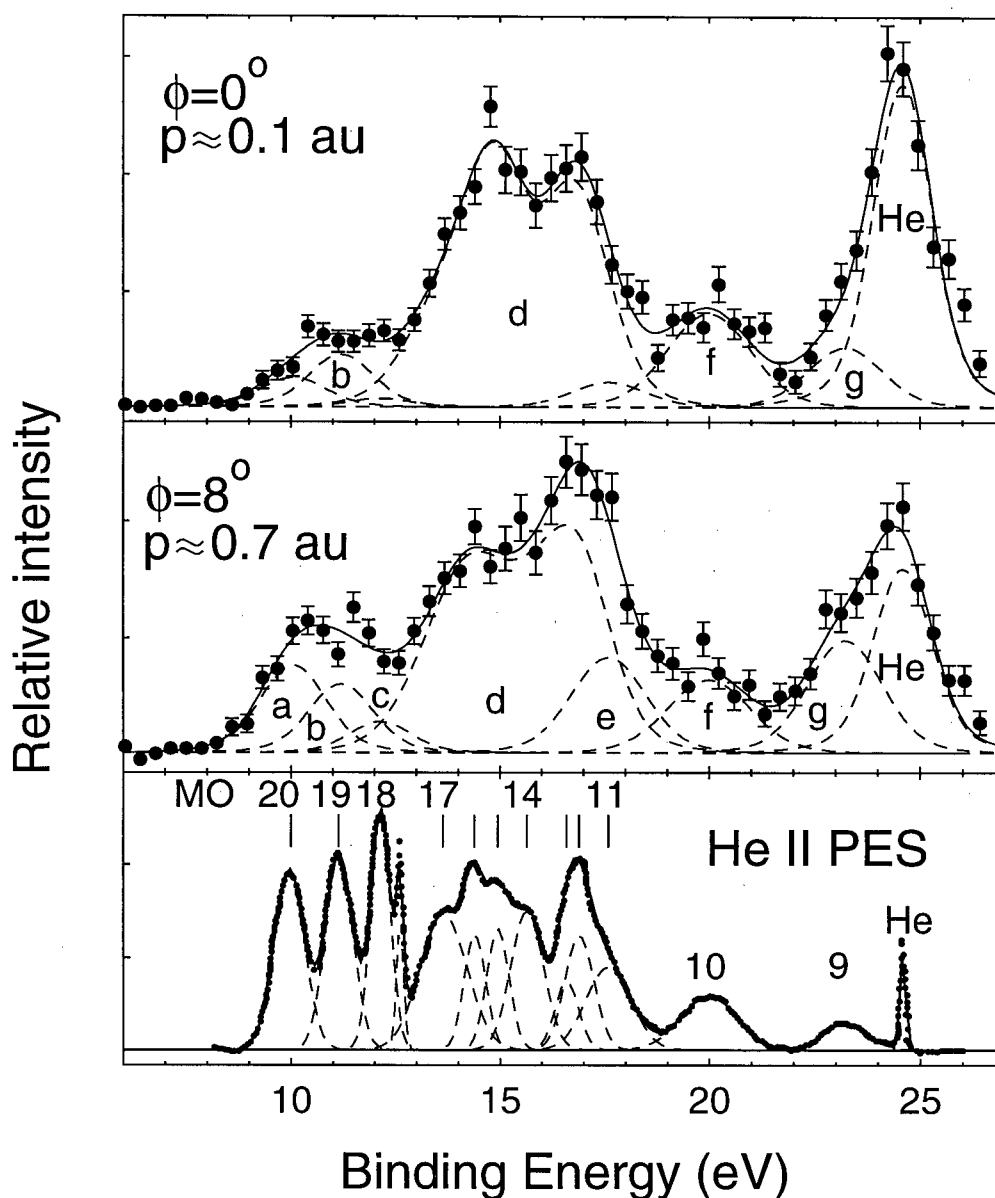 ϕ=0°
p≈0.1 au
He
b
d
f
g
ϕ=8°
p≈0.7 au
a
b
c
d
e
f
g
He
MO 20 19 18 17 14 11
He II PES
He
10
9
10 15 20 25
Binding Energy (eV)
Relative intensity